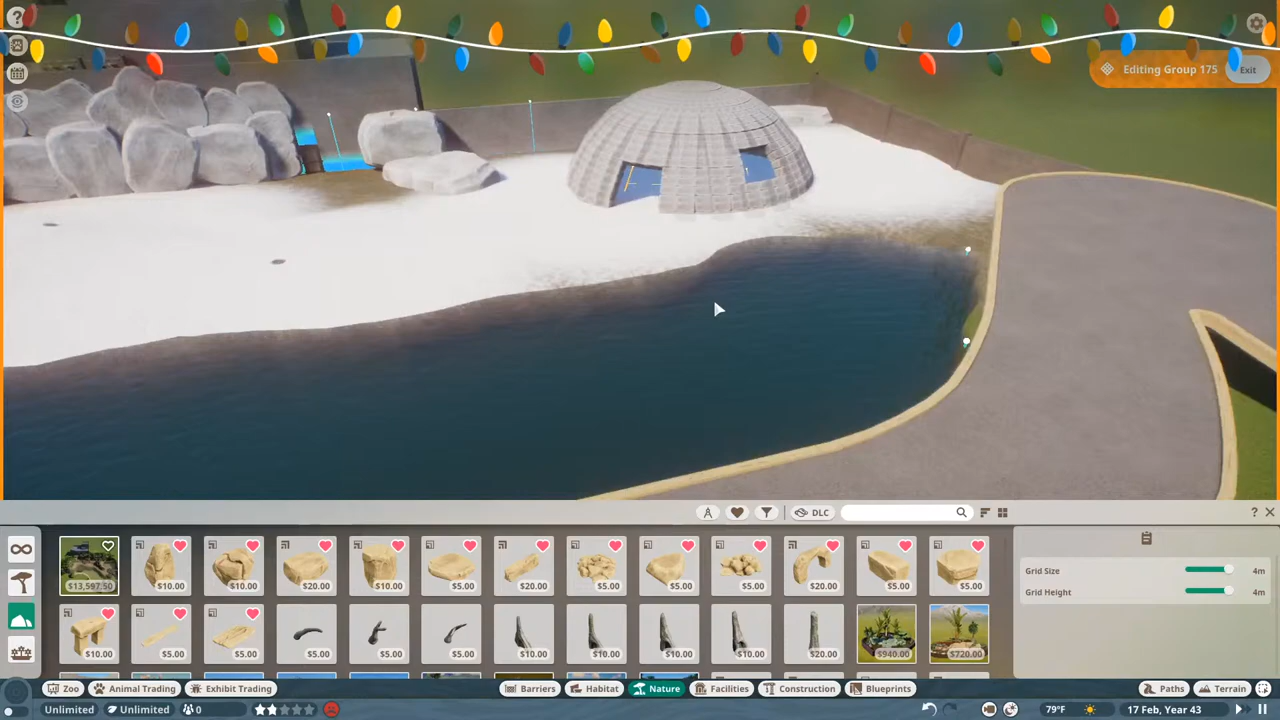 ?
Editing Group 175
Exit
DLC
?
$13,597.50
$10.00
$10.00
$20.00
$10.00
$5.00
$20.00
$5.00
$5.00
$5.00
$20.00
$5.00
$5.00
Grid Size
4m
Grid Height
4m
$10.00
$5.00
$5.00
$5.00
$5.00
$5.00
$10.00
$10.00
$10.00
$10.00
$20.00
$940.00
$720.00
Zoo
Animal Trading
Exhibit Trading
Barriers
Habitat
Nature
Facilities
Construction
Blueprints
Paths
Terrain
Unlimited
Unlimited
0
79°F
17 Feb, Year 43